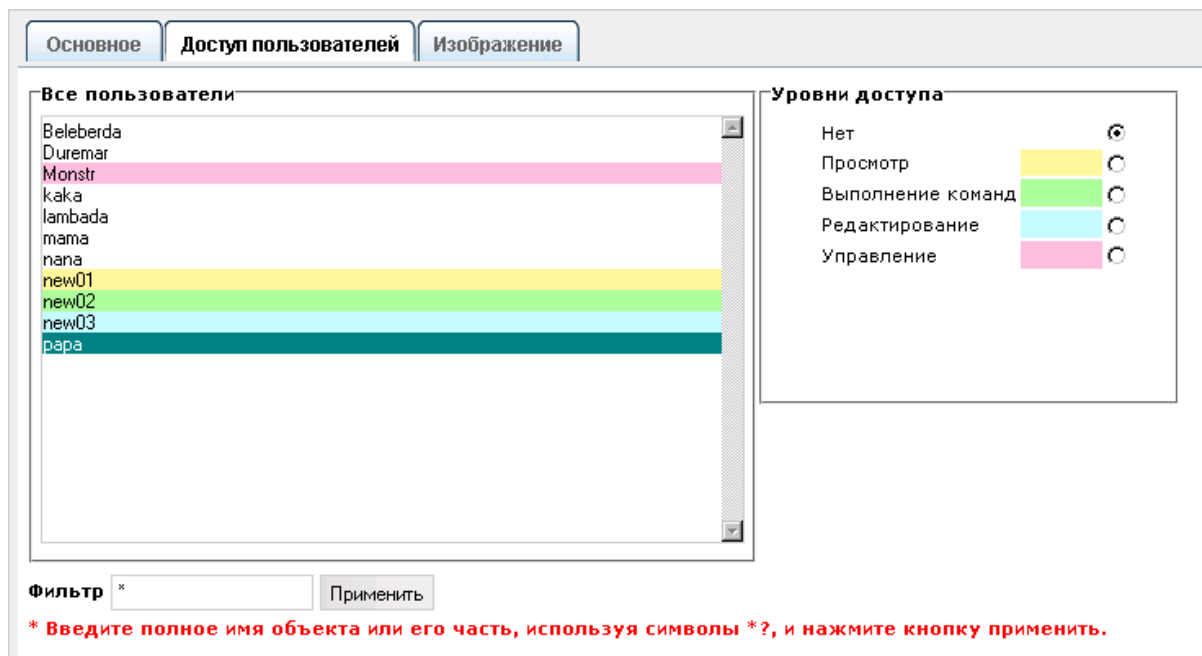 Основное Доступ пользователей Изображение
Все пользователи
Beleberda
Duremar
Monstr
kaka
lambada
mama
nana
new01
new02
new03
papa
Уровни доступа
Нет
Просмотр
Выполнение команд
Редактирование
Управление
Фильтр * Применить
* Введите полное имя объекта или его часть, используя символы *?, и нажмите кнопку применить.